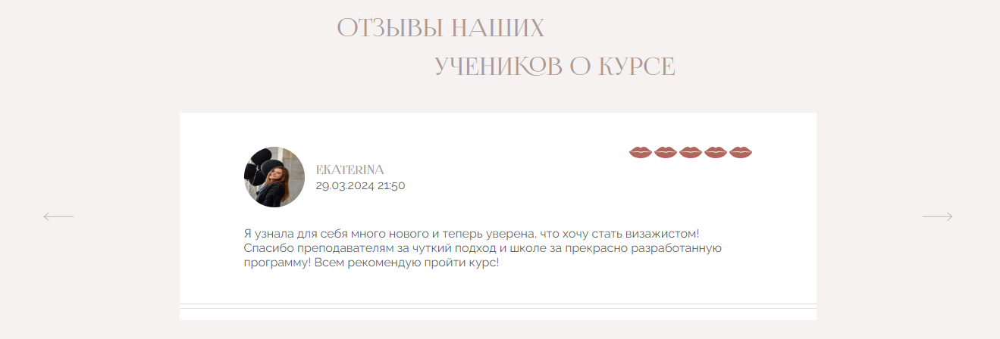 ОТЗЫВЫ НАШИХ
УЧЕНИКОВ О КУРСЕ
EKATERINA
29.03.2024 21:50
Я узнала для себя много нового и теперь уверена, что хочу стать визажистом!
Спасибо преподавателям за чуткий подход и школе за прекрасно разработанную
программу! Всем рекомендую пройти курс!